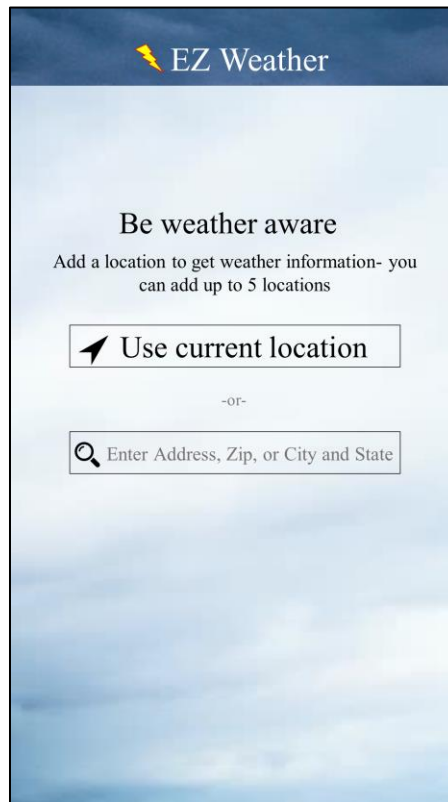 EZ Weather
Be weather aware
Add a location to get weather information- you
can add up to 5 locations
Use current location
-or-
Enter Address, Zip, or City and State